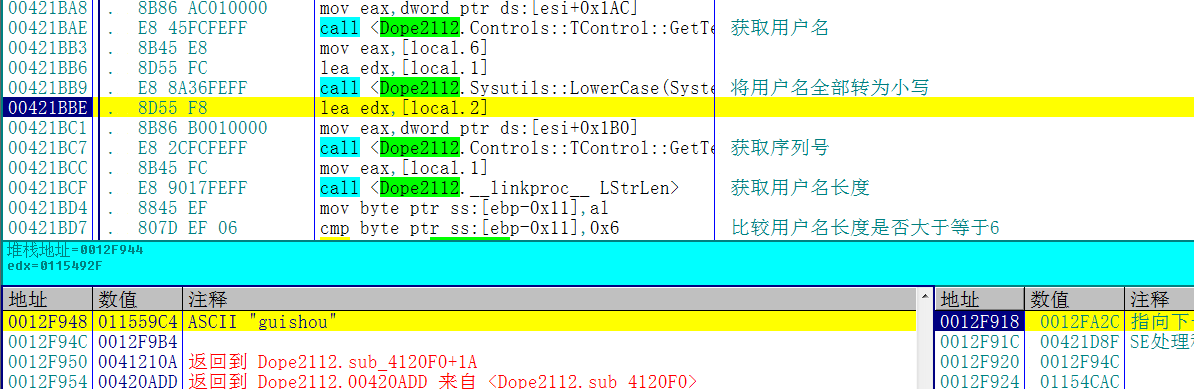 00421BA8 . 8B86 AC010000 mov eax,dword ptr ds:[esi+0x1AC]
00421BAE . E8 45FCFEFF call <Dope2112.Controls::TControl::GetTe 获取用户名
00421BB3 . 8B45 E8 mov eax,[local.6]
00421BB6 . 8D55 FC lea edx,[local.1]
00421BB9 . E8 8A36FEFF call <Dope2112.Sysutils::LowerCase(Syste 将用户名全部转为小写
00421BBE . 8D55 F8 lea edx,[local.2]
00421BC1 . 8B86 B0010000 mov eax,dword ptr ds:[esi+0x1B0]
00421BC7 . E8 2CFCFEFF call <Dope2112.Controls::TControl::GetTe 获取序列号
00421BCC . 8B45 FC mov eax,[local.1]
00421BCF . E8 9017FEFF call <Dope2112.__linkproc__ LStrLen> 获取用户名长度
00421BD4 . 8845 EF mov byte ptr ss:[ebp-0x11],al
00421BD7 . 807D EF 06 cmp byte ptr ss:[ebp-0x11],0x6 比较用户名长度是否大于等于6
堆栈地址=0012F944
edx=0115492F
地址 数值 注释 地址 数值 注释
0012F948 011559C4 ASCII "guishou" 0012F918 0012FA2C 指向下一
0012F94C 0012F9B4 0012F91C 00421D8F SE处理
0012F950 0041210A 返回到 Dope2112.sub_4120F0+1A 0012F920 0012F94C
0012F954 00420ADD 返回到 Dope2112.00420ADD 来自 <Dope2112.sub_4120F0> 0012F924 01154CAC